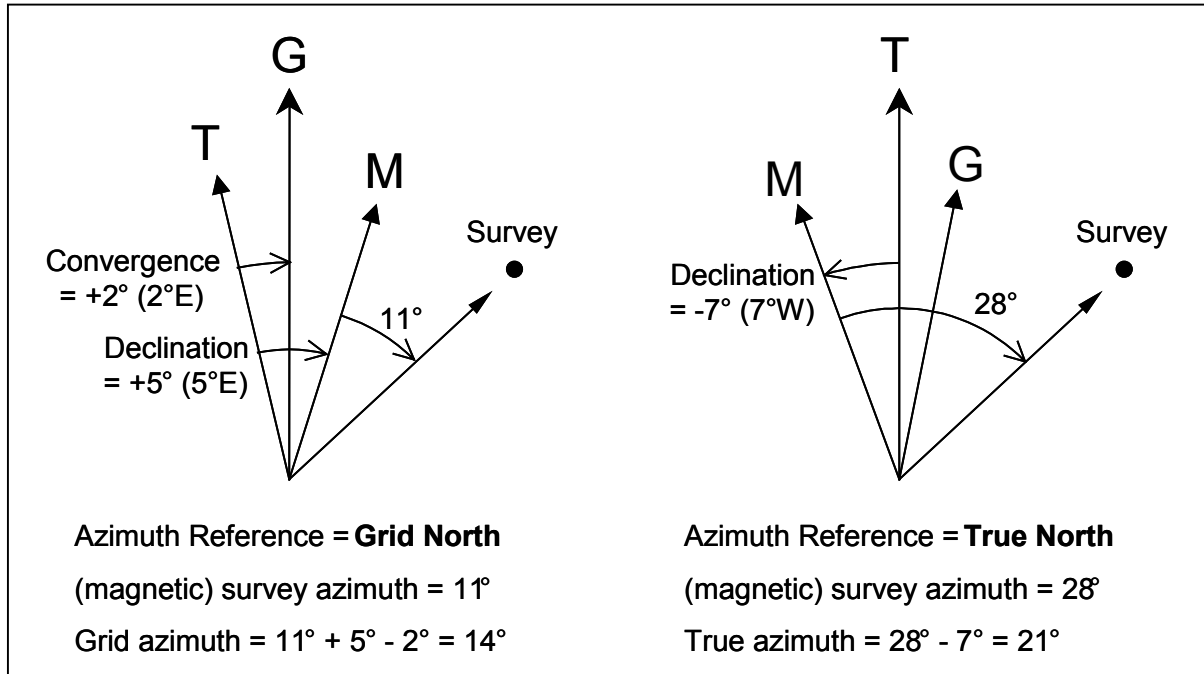 G
T
M
Survey
Convergence
= +2° (2°E)
11°
Declination
= +5° (5°E)
Azimuth Reference = Grid North
(magnetic) survey azimuth = 11°
Grid azimuth = 11° + 5° - 2° = 14°
T
M
G
Survey
Declination
= -7° (7°W)
28°
Azimuth Reference = True North
(magnetic) survey azimuth = 28°
True azimuth = 28° - 7° = 21°